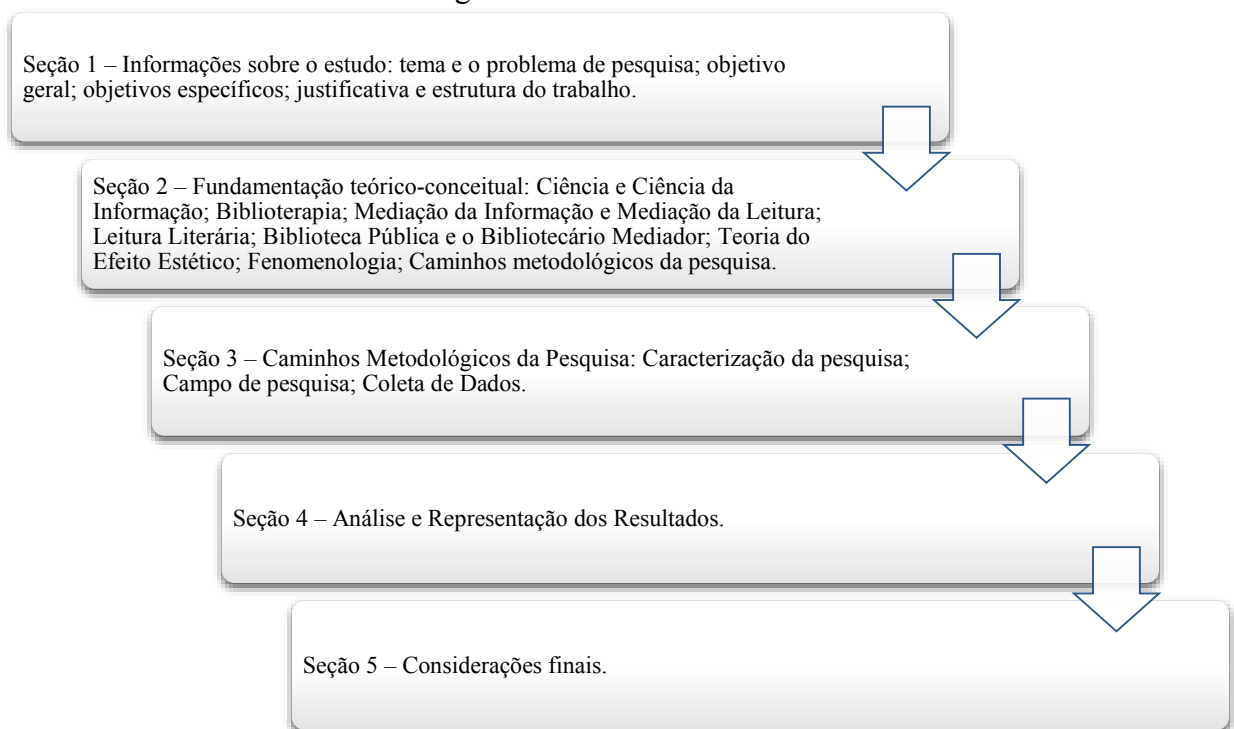 Seção 1 – Informações sobre o estudo: tema e o problema de pesquisa; objetivo
geral; objetivos específicos; justificativa e estrutura do trabalho.
Seção 2 – Fundamentação teórico-conceitual: Ciência e Ciência da
Informação; Biblioterapia; Mediação da Informação e Mediação da Leitura;
Leitura Literária; Biblioteca Pública e o Bibliotecário Mediador; Teoria do
Efeito Estético; Fenomenologia; Caminhos metodológicos da pesquisa.
Seção 3 – Caminhos Metodológicos da Pesquisa: Caracterização da pesquisa;
Campo de pesquisa; Coleta de Dados.
Seção 4 – Análise e Representação dos Resultados.
Seção 5 – Considerações finais.